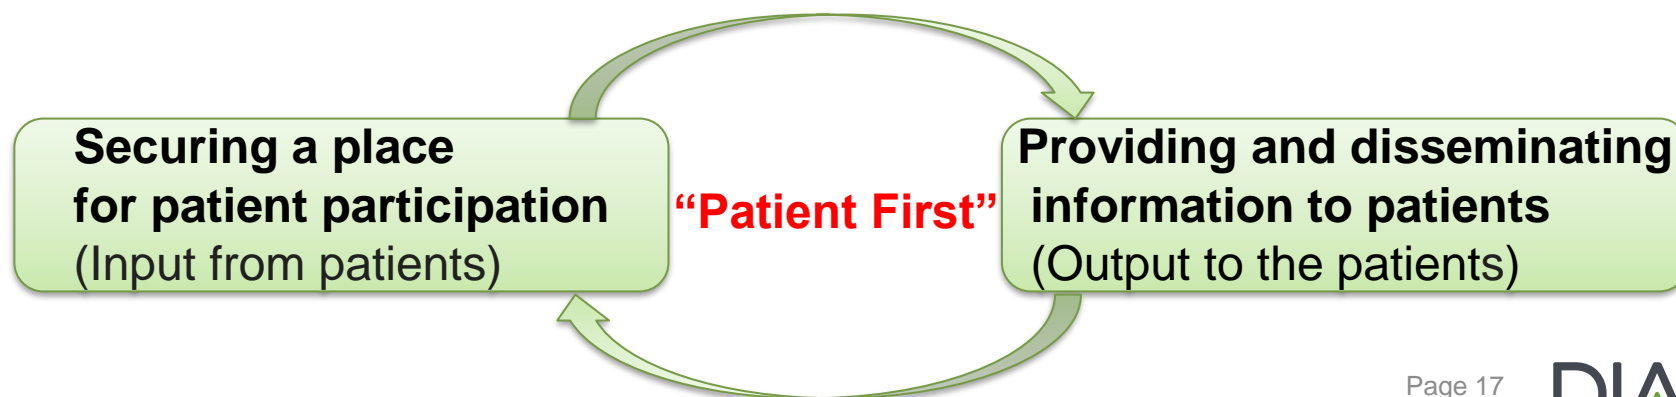 Securing a place
for patient participation
(Input from patients)
“Patient First”
Providing and disseminating
information to patients
(Output to the patients)
Page 17
DIA